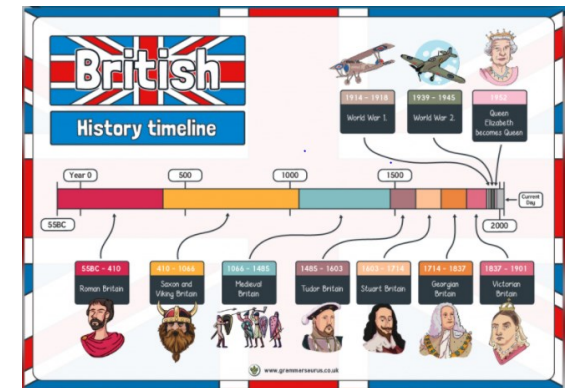 British
History timeline
1914 - 1918
World War 1.
1939 - 1945
World War 2.
1952
Queen
Elizabeth
becomes Queen
Year 0
500
1000
1500
Current
Day
55BC
2000
55BC - 410
Roman Britain
410 - 1066
Saxon and
Viking Britain
1066 - 1485
Medieval
Britain
1485 - 1603
Tudor Britain
1603 - 1714
Stuart Britain
1714 - 1837
Georgian
Britain
1837 - 1901
Victorian
Britain
www.grammarsaurus.co.uk